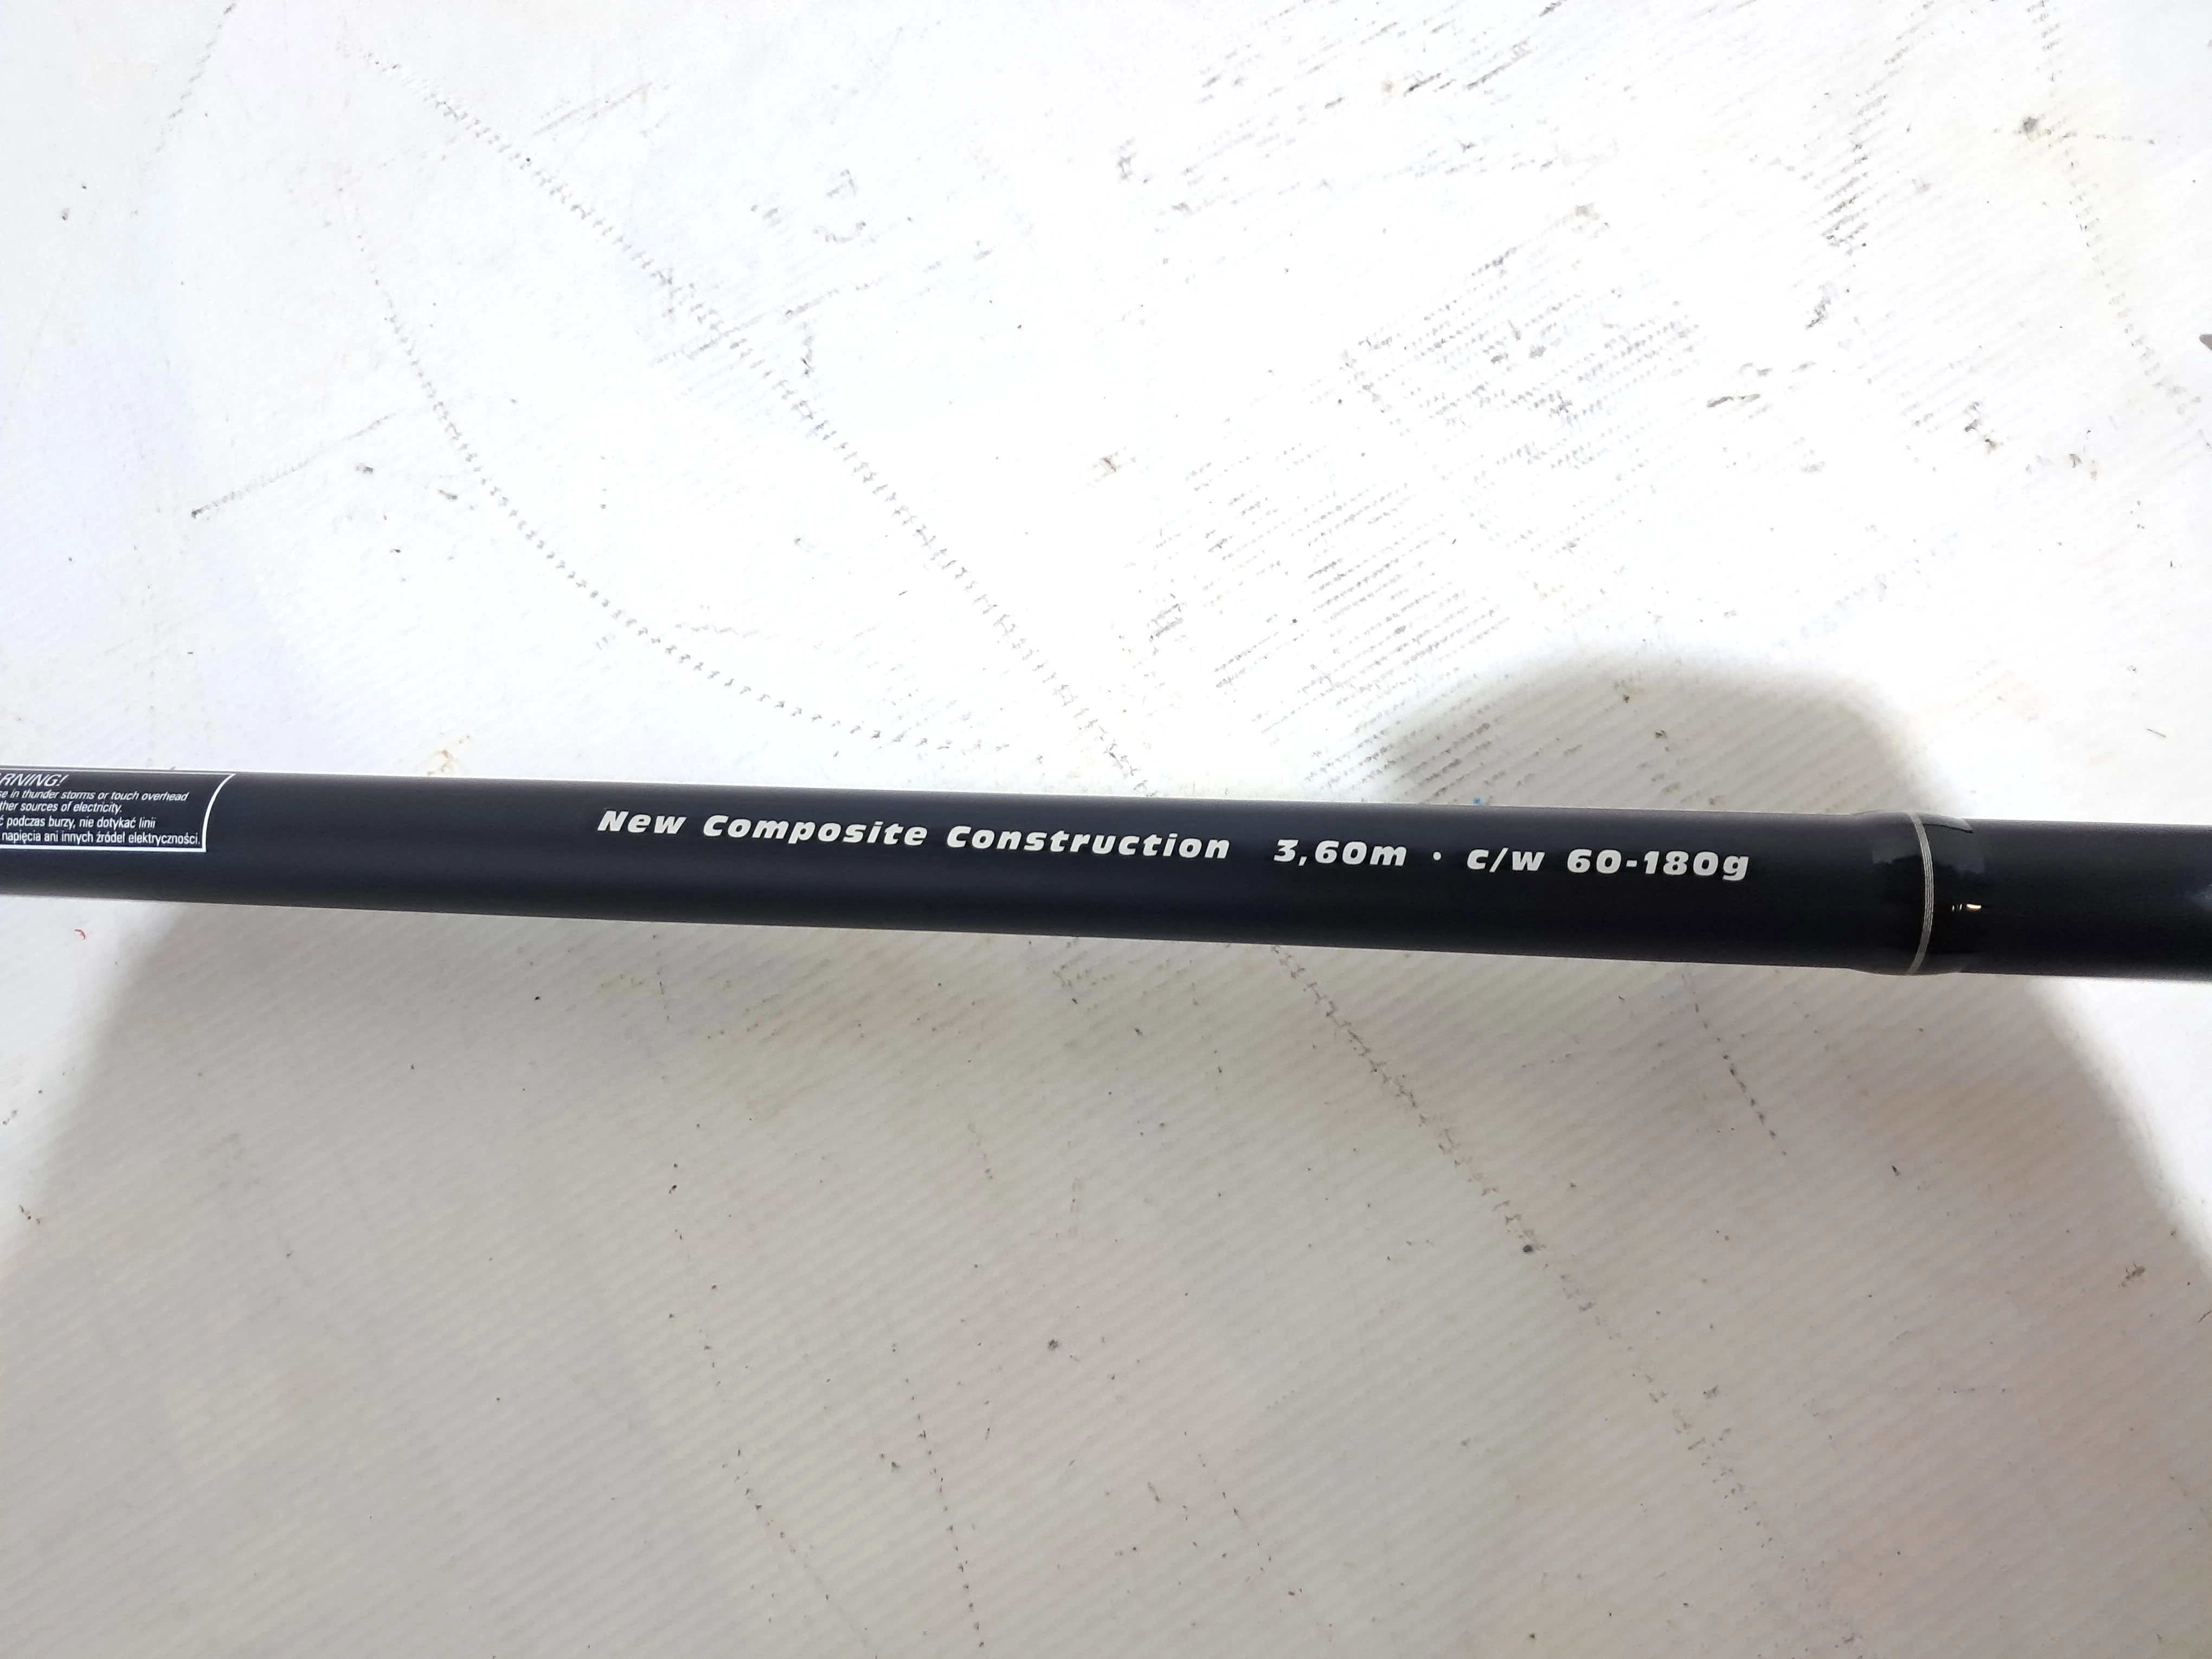 RNING!
in thunder storms or touch overhead
ther sources of electricity.
podczas burzy, nie dotykać linii
napięcia ani innych źródeł elektryczności.
New Composite Construction 3,60m · c/w 60-180g